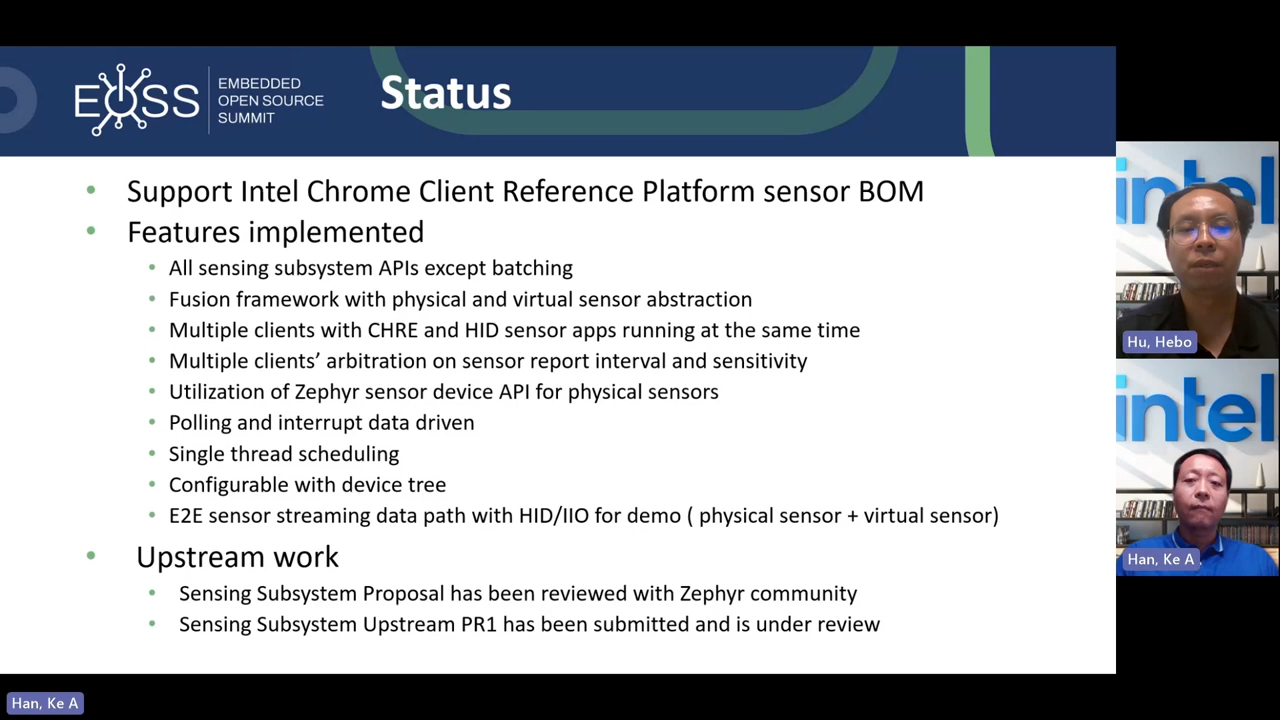 EOSS
EMBEDDED
OPEN SOURCE
SUMMIT
Status
• Support Intel Chrome Client Reference Platform sensor BOM
• Features implemented
• All sensing subsystem APIs except batching
• Fusion framework with physical and virtual sensor abstraction
• Multiple clients with CHRE and HID sensor apps running at the same time
• Multiple clients’ arbitration on sensor report interval and sensitivity
• Utilization of Zephyr sensor device API for physical sensors
• Polling and interrupt data driven
• Single thread scheduling
• Configurable with device tree
• E2E sensor streaming data path with HID/IIO for demo ( physical sensor + virtual sensor)
• Upstream work
• Sensing Subsystem Proposal has been reviewed with Zephyr community
• Sensing Subsystem Upstream PR1 has been submitted and is under review
intel
Hu, Hebo
intel
Han, Ke A
Han, Ke A